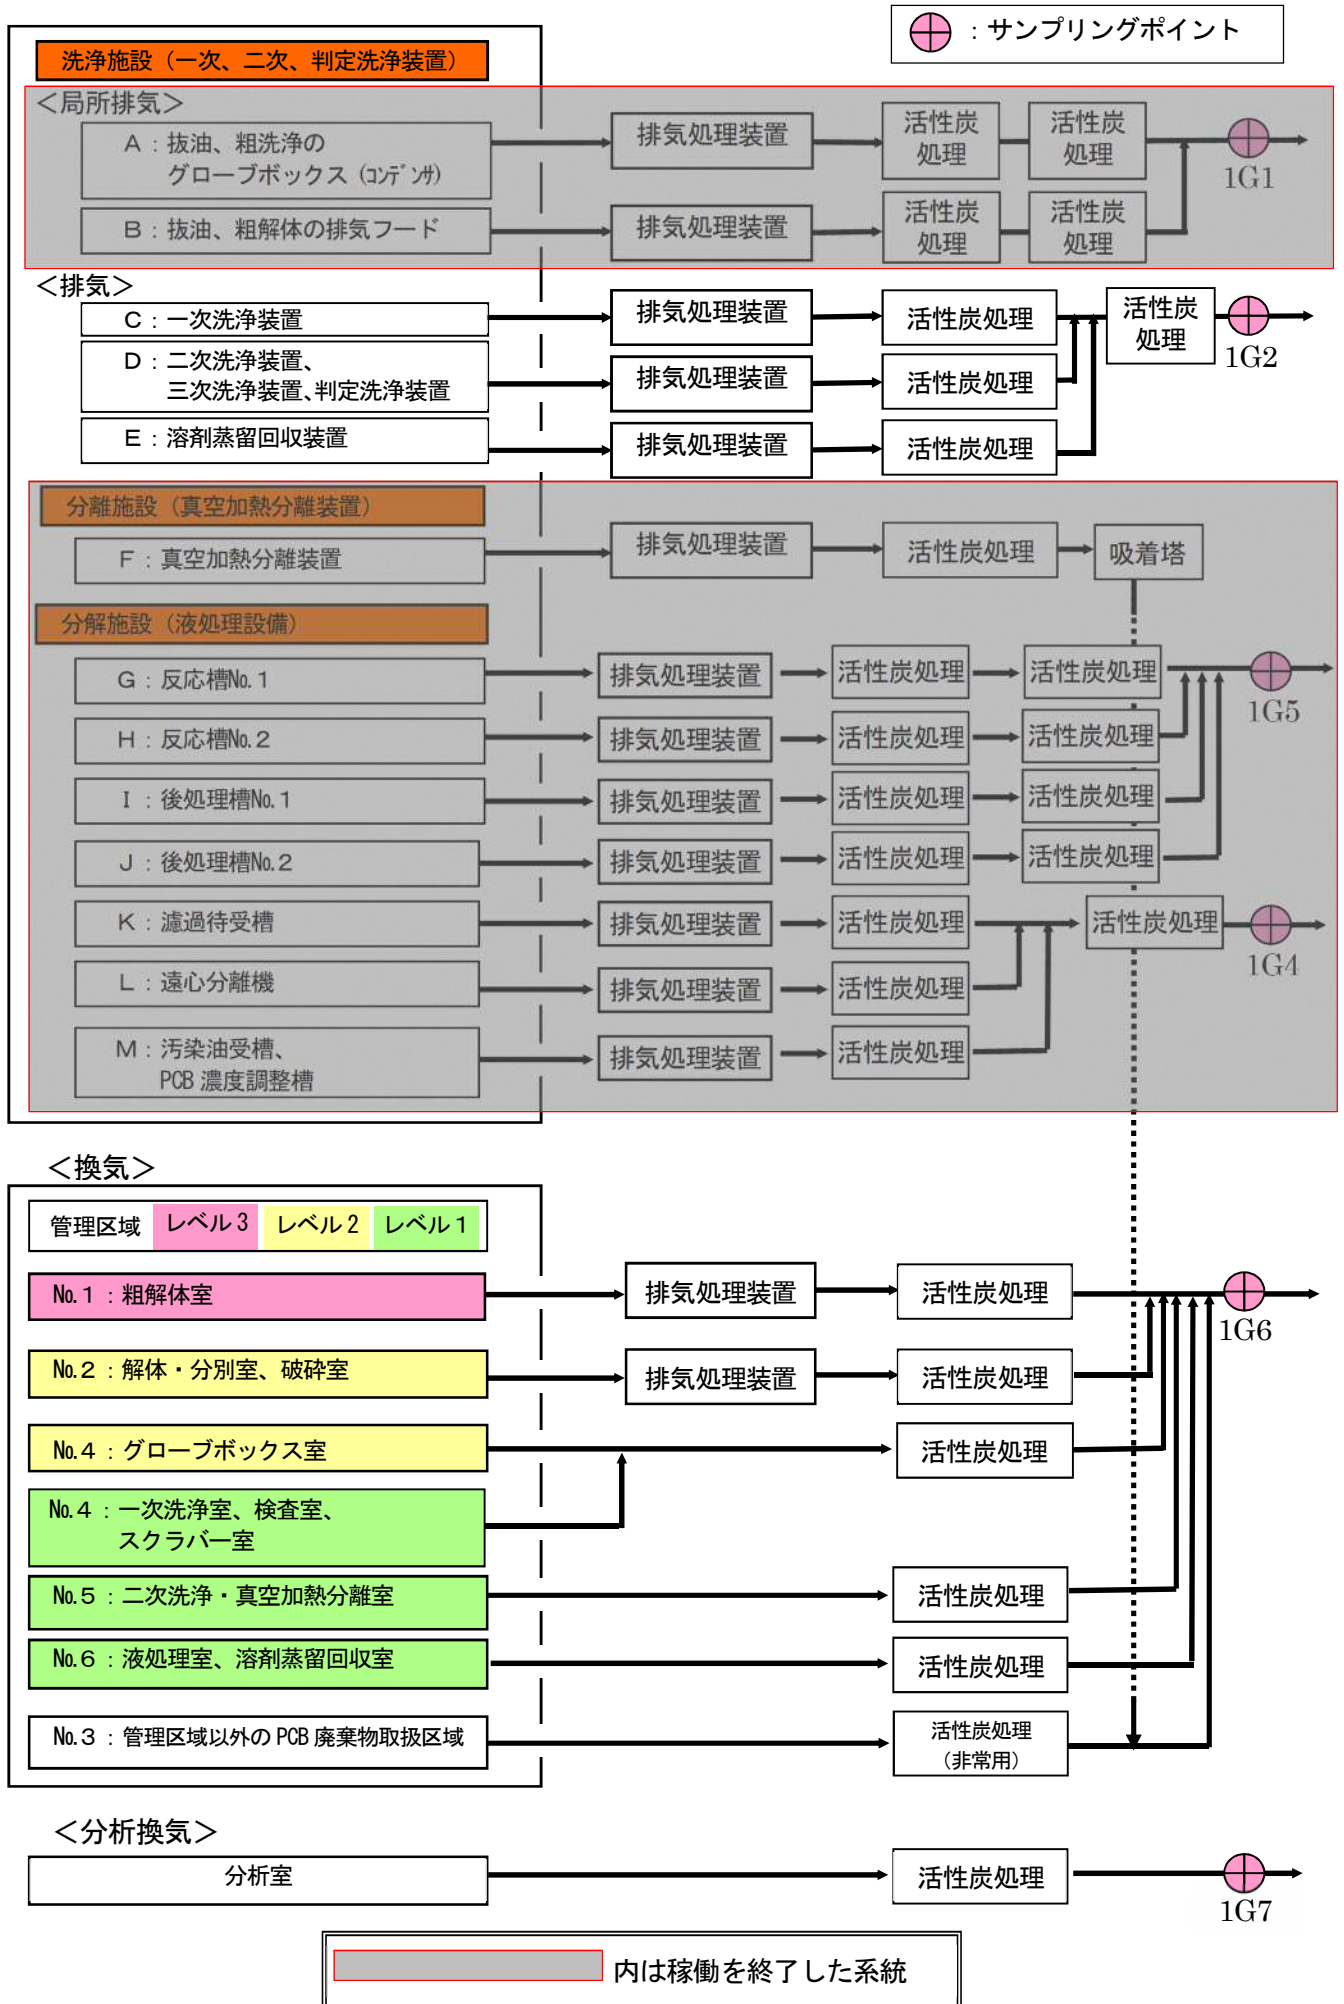 ：サンプリングポイント
洗浄施設（一次、二次、判定洗浄装置）
＜局所排気＞
A：抜油、粗洗浄の
グローブボックス（ｺﾝﾃﾞﾝｻ）
排気処理装置
活性炭
処理
活性炭
処理
1G1
B：抜油、粗解体の排気フード
排気処理装置
活性炭
処理
活性炭
処理
＜排気＞
C：一次洗浄装置
排気処理装置
活性炭処理
活性炭
処理
1G2
D：二次洗浄装置、
三次洗浄装置、判定洗浄装置
排気処理装置
活性炭処理
E：溶剤蒸留回収装置
排気処理装置
活性炭処理
分離施設（真空加熱分離装置）
F：真空加熱分離装置
排気処理装置
活性炭処理
吸着塔
分解施設（液処理設備）
G：反応槽№1
排気処理装置
活性炭処理
活性炭処理
1G5
H：反応槽№2
排気処理装置
活性炭処理
活性炭処理
I：後処理槽№1
排気処理装置
活性炭処理
活性炭処理
J：後処理槽№2
排気処理装置
活性炭処理
活性炭処理
K：濾過待受槽
排気処理装置
活性炭処理
活性炭処理
1G4
L：遠心分離機
排気処理装置
活性炭処理
M：汚染油受槽、
PCB濃度調整槽
排気処理装置
活性炭処理
＜換気＞
管理区域 レベル3 レベル2 レベル1
№1：粗解体室
排気処理装置
活性炭処理
1G6
№2：解体・分別室、破砕室
排気処理装置
活性炭処理
№4：グローブボックス室
活性炭処理
№4：一次洗浄室、検査室、
スクラバー室
№5：二次洗浄・真空加熱分離室
活性炭処理
№6：液処理室、溶剤蒸留回収室
活性炭処理
№3：管理区域以外のPCB廃棄物取扱区域
活性炭処理
（非常用）
＜分析換気＞
分析室
活性炭処理
1G7
内は稼働を終了した系統